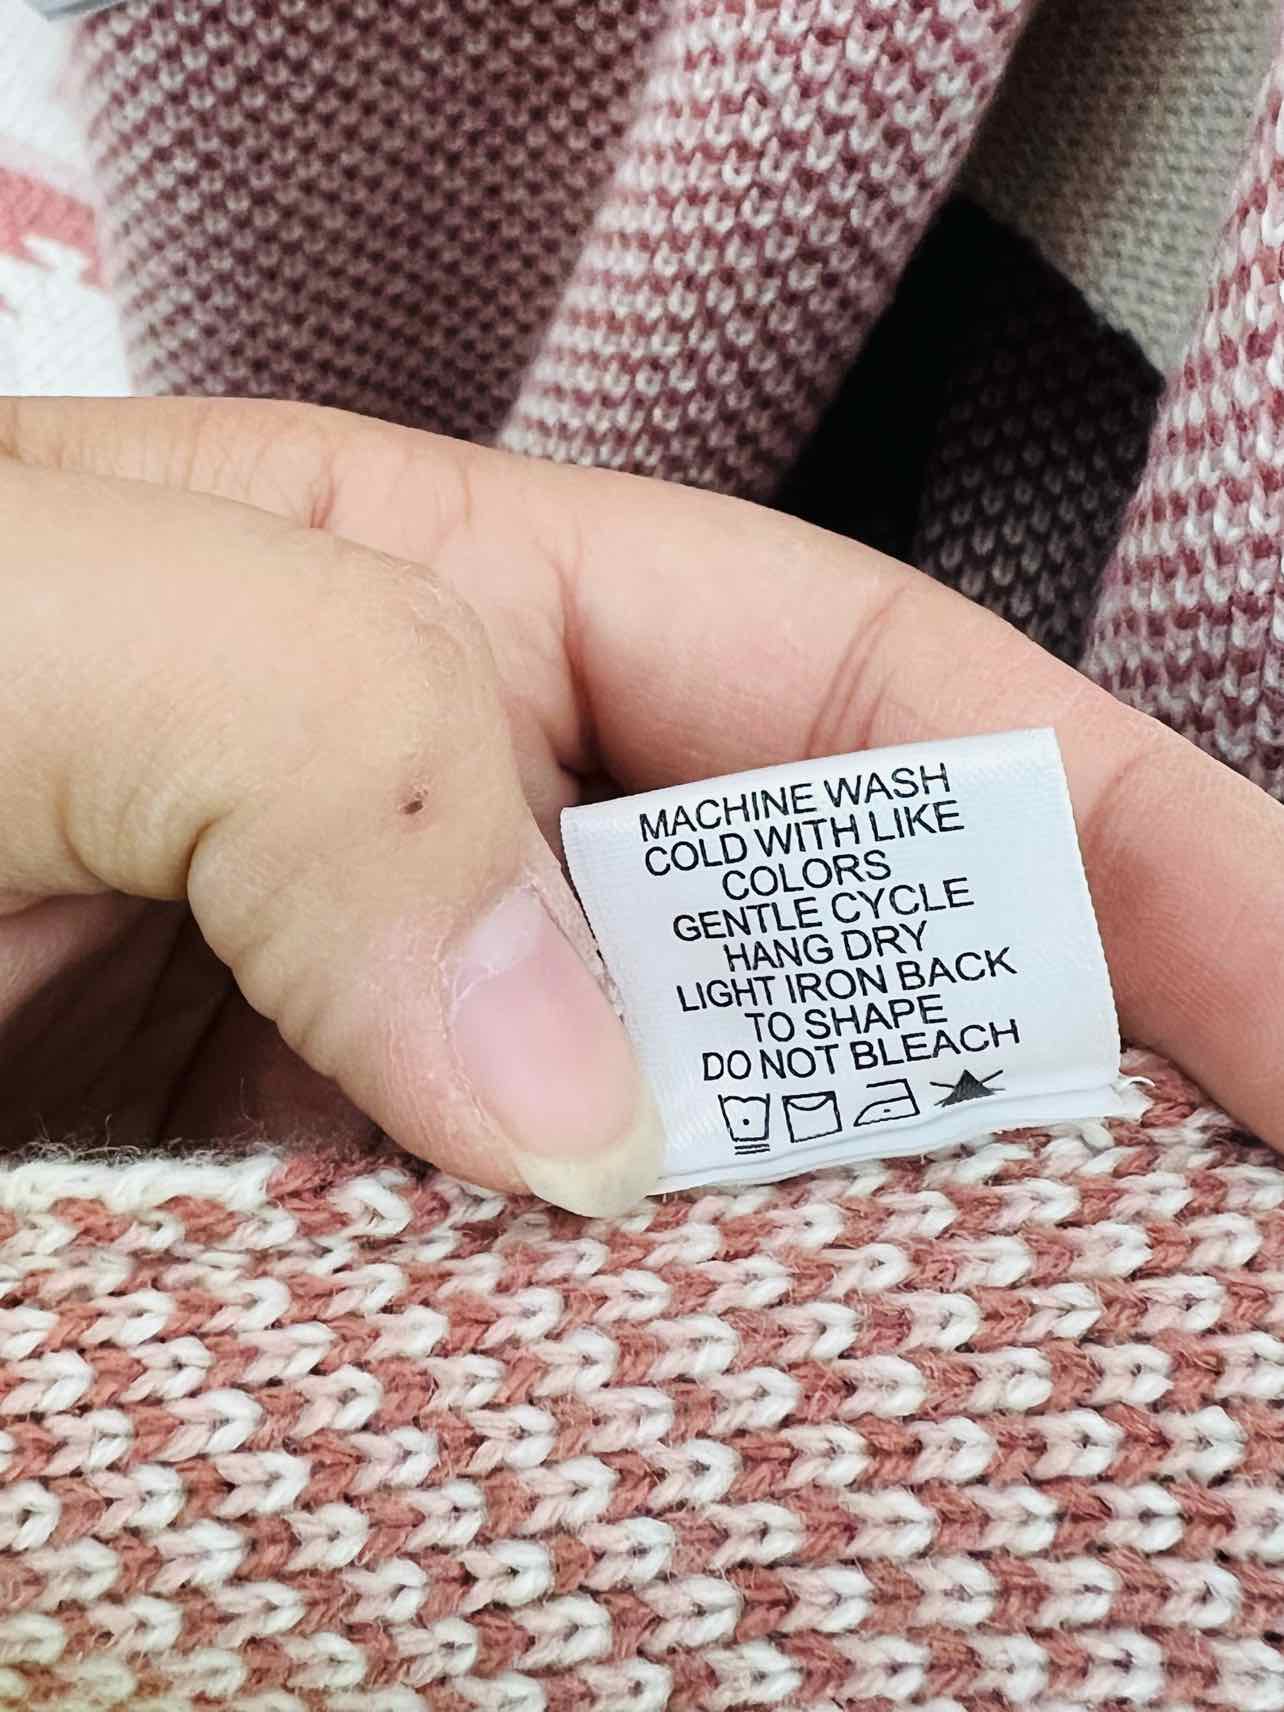 MACHINE WASH
COLD WITH LIKE
COLORS
GENTLE CYCLE
HANG DRY
LIGHT IRON BACK
TO SHAPE
DO NOT BLEACH